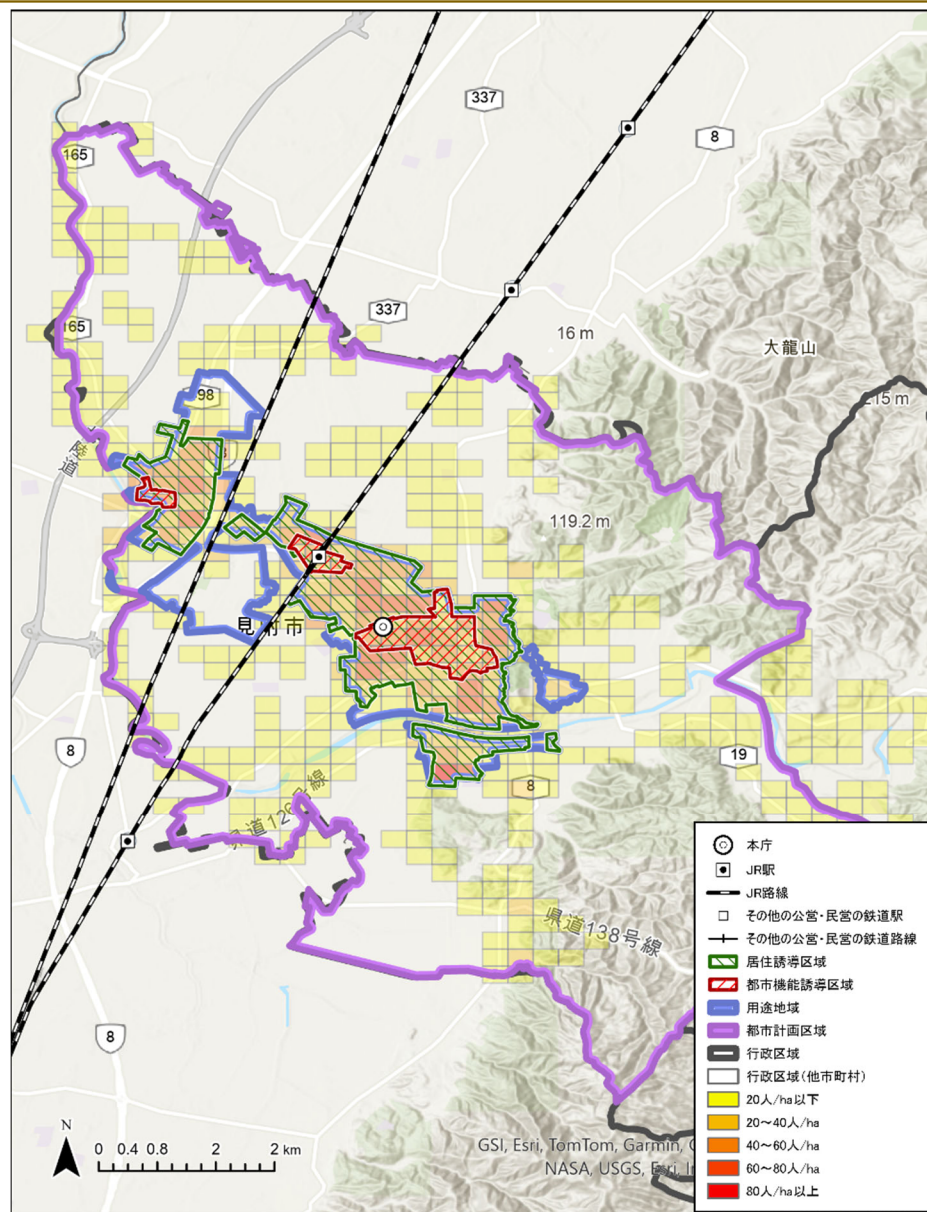 337
8
165
337
165
16 m
大龍山
215 m
98
119.2 m
見附市
8
19
8
県道126号線
県道138号線
8
N
0 0.4 0.8
2
2 km
GSI, Esri, TomTom, Garmin,
NASA, USGS, Esri,
本庁
JR駅
JR路線
その他の公営・民営の鉄道駅
その他の公営・民営の鉄道路線
居住誘導区域
都市機能誘導区域
用途地域
都市計画区域
行政区域
行政区域(他市町村)
20人/ha以下
20~40人/ha
40~60人/ha
60~80人/ha
80人/ha以上